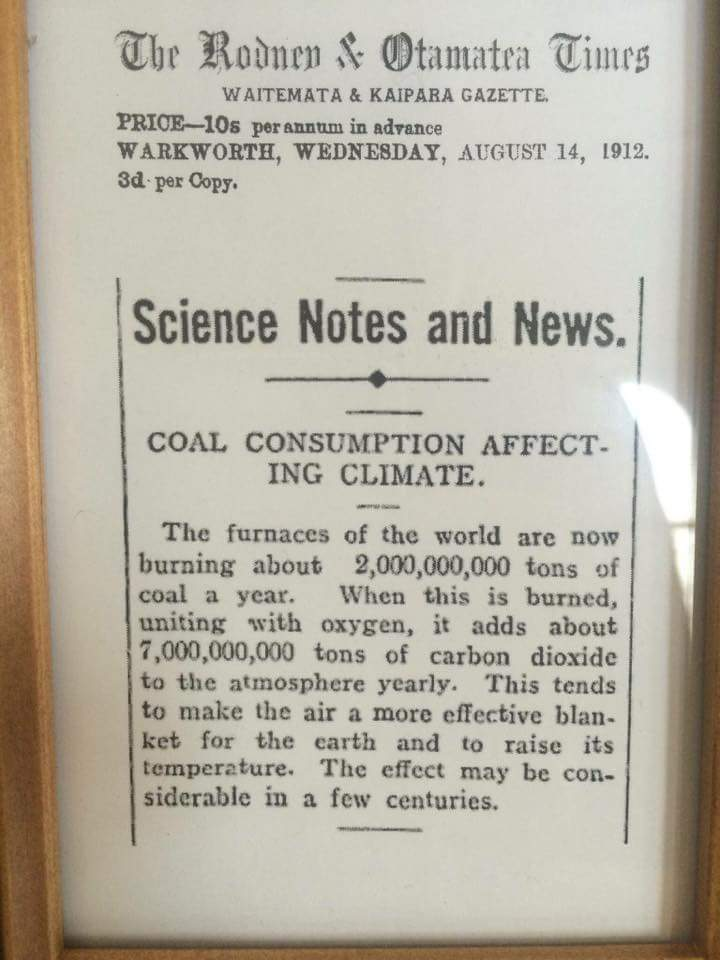 The Rodney & Otamatea Times
WAITEMATA & KAIPARA GAZETTE.
PRICE—10s per annum in advance
WARKWORTH, WEDNESDAY, AUGUST 14, 1912.
3d per Copy.
Science Notes and News.
COAL CONSUMPTION AFFECT-
ING CLIMATE.
The furnaces of the world are now
burning about 2,000,000,000 tons of
coal a year. When this is burned,
uniting with oxygen, it adds about
7,000,000,000 tons of carbon dioxide
to the atmosphere yearly. This tends
to make the air a more effective blan-
ket for the earth and to raise its
temperature. The effect may be con-
siderable in a few centuries.